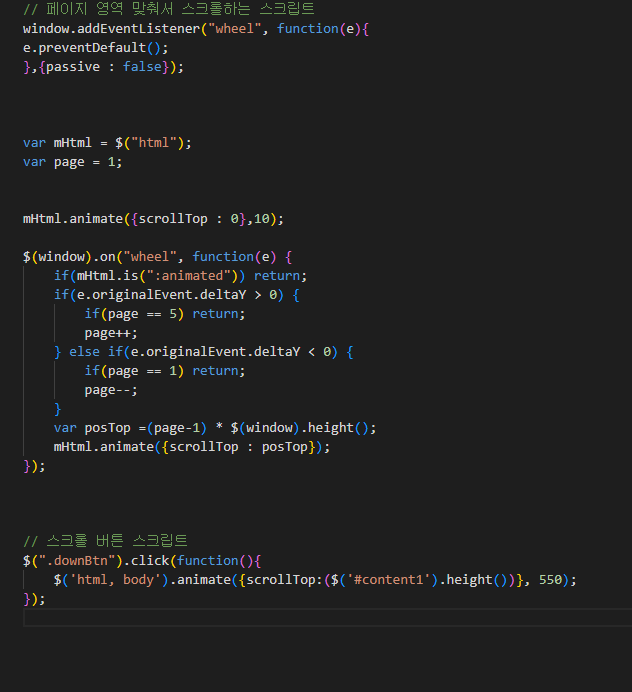 // 페이지 영역 맞춰서 스크롤하는 스크립트
window.addEventListener("wheel", function(e){
e.preventDefault();
},{passive : false});
var mHtml = $("html");
var page = 1;
mHtml.animate({scrollTop : 0},10);
$(window).on("wheel", function(e) {
    if(mHtml.is(":animated")) return;
    if(e.originalEvent.deltaY > 0) {
        if(page == 5) return;
        page++;
    } else if(e.originalEvent.deltaY < 0) {
        if(page == 1) return;
        page--;
    }
    var posTop =(page-1) * $(window).height();
    mHtml.animate({scrollTop : posTop});
});
// 스크롤 버튼 스크립트
$(".downBtn").click(function(){
    $('html, body').animate({scrollTop:($('#content1').height())}, 550);
});